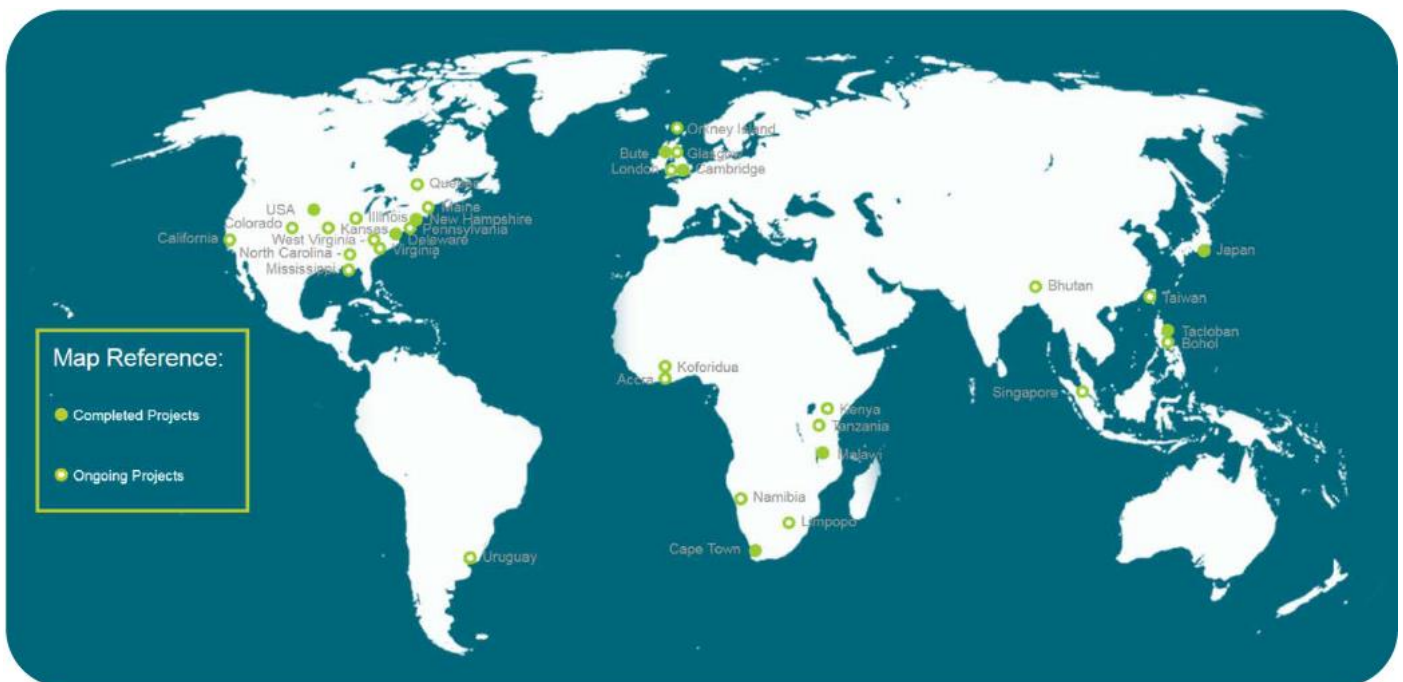 Orkney Island
Bute
Glasgow
London
Cambridge
Quebec
Maine
USA
Illinois
New Hampshire
Colorado
Kansas
Pennsylvania
California
West Virginia -
Deleware
Virginia
North Carolina -
Mississippi
Japan
Bhutan
Taiwan
Tacloban
Bohol
Singapore
Koforidua
Accra
Kenya
Tanzania
Malawi
Namibia
Limpopo
Cape Town
Uruguay
Map Reference:
Completed Projects
Ongoing Projects